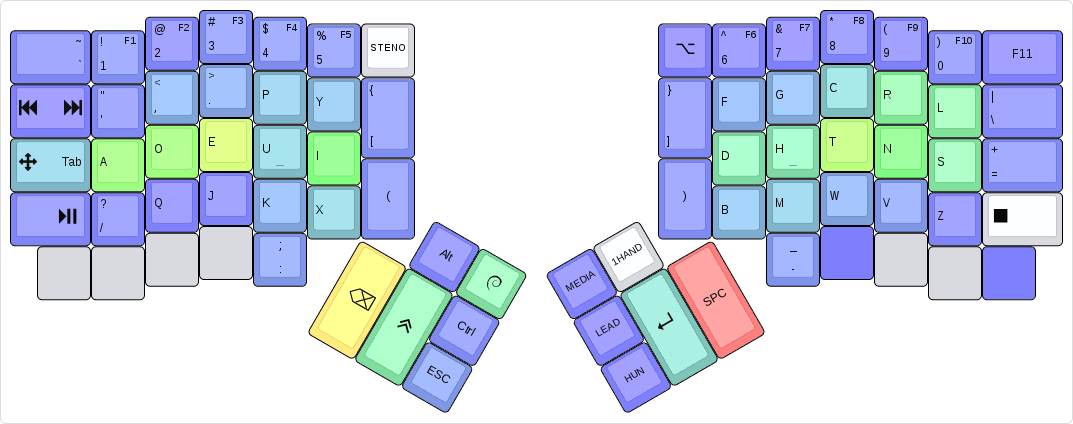 ~ `
! F1 1
@ F2 2
# F3 3
$ F4 4
% F5 5
STENO
⌥
^ F6 6
& F7 7
* F8 8
( F9 9
) F10 0
F11
" '
< ,
> .
P
Y
{ [
} ]
F
G
C
R
L
| \
Tab
A
O
E
U _
I
D
H _
T
N
S
+ =
? /
Q
J
K
X
(
)
B
M
W
V
Z
; :
– .
Alt
Ctrl
ESC
MEDIA
1HAND
SPC
LEAD
HUN